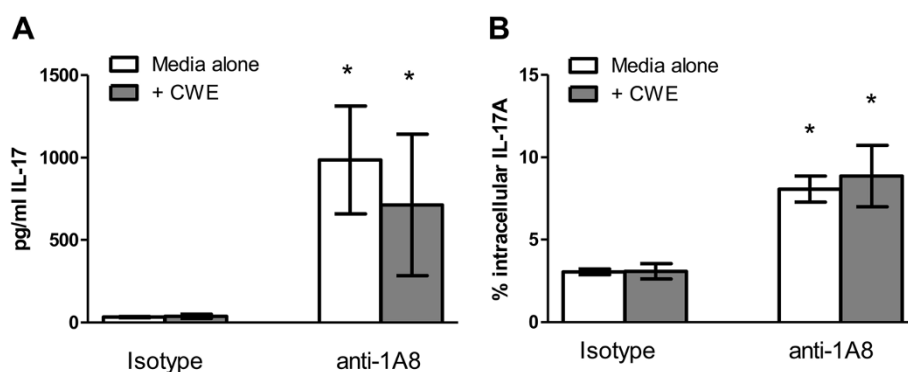 A
Media alone
+ CWE
pg/ml IL-17
1500
1000
500
0
*
*
Isotype
anti-1A8
B
Media alone
+ CWE
% intracellular IL-17A
15
10
5
0
*
*
Isotype
anti-1A8